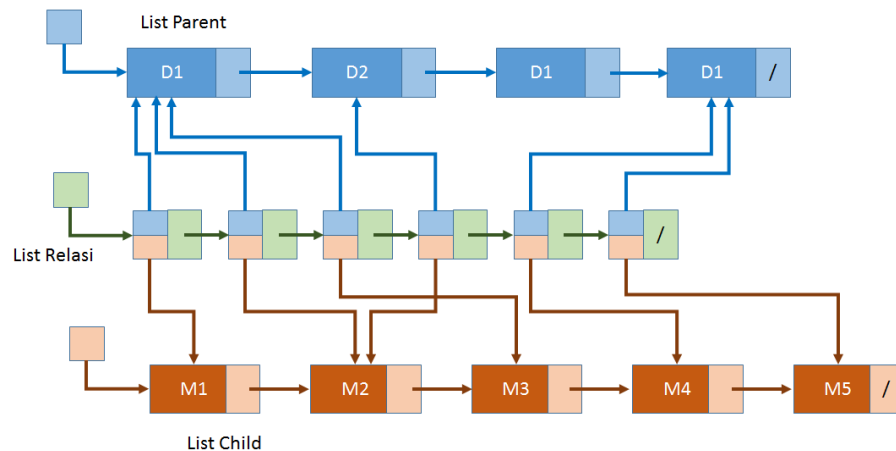 List Parent
D1
D2
D1
D1
/
List Relasi
/
M1
M2
M3
M4
M5
/
List Child